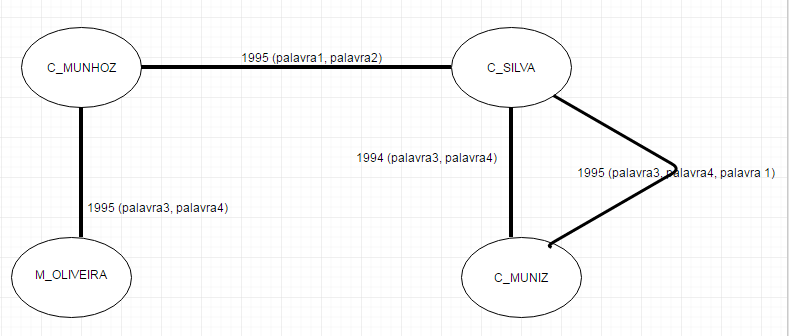 1995 (palavra1, palavra2)
C_MUNHOZ
C_SILVA
1994 (palavra3, palavra4)
1995 (palavra3, palavra4, palavra 1)
1995 (palavra3, palavra4)
M_OLIVEIRA
C_MUNIZ